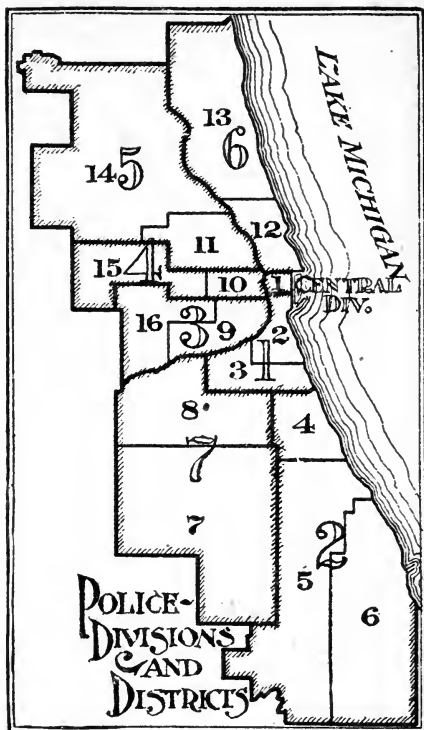 LAKE MICHIGAN
13
6
14 5
12
11
15 4
10
1 CENTRAL
DIV.
16
3
9
2
1
3
8
4
7
7
2
5
6
POLICE-
DIVISIONS
AND
DISTRICTS